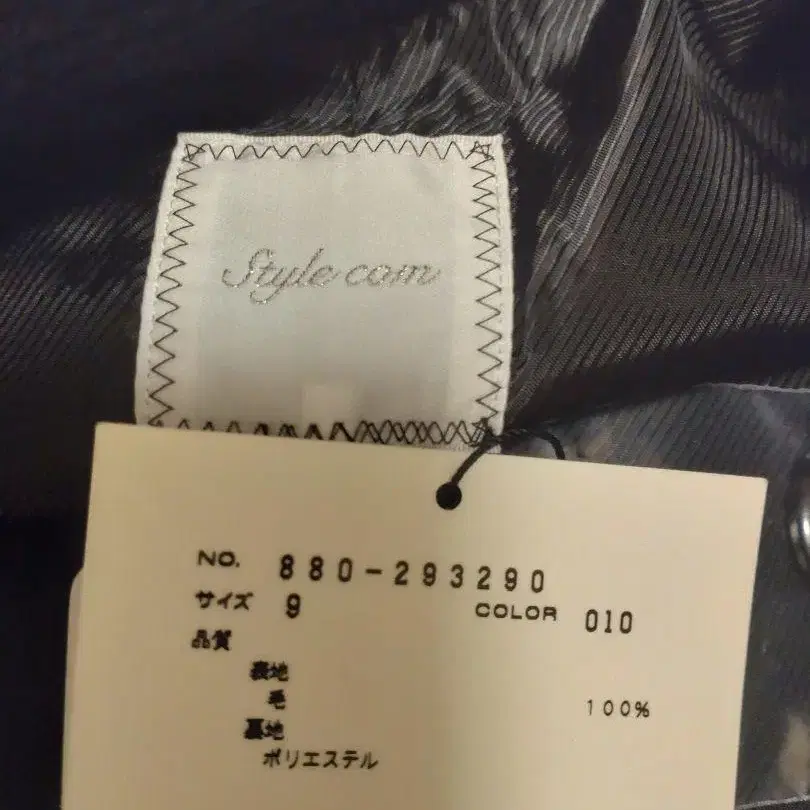 Style com
NO. 880-293290
サイズ 9 COLOR 010
品質
表地
毛 100%
裏地
ポリエステル